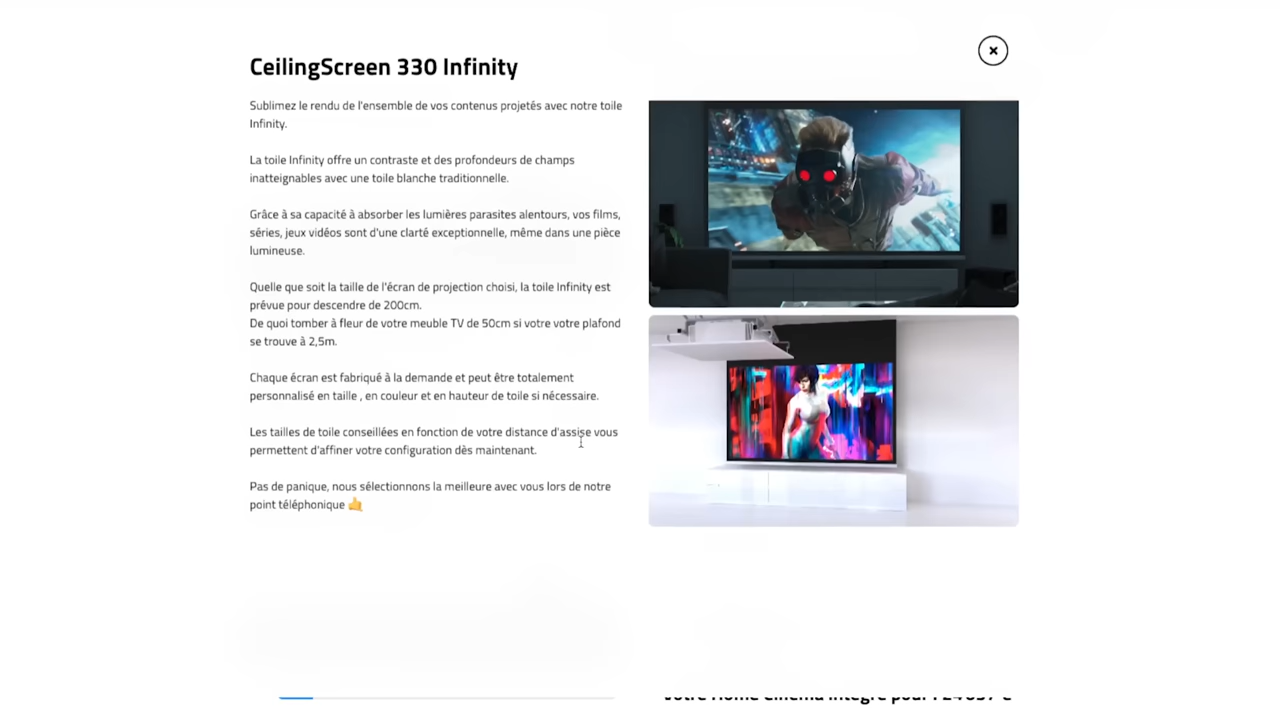 CeilingScreen 330 Infinity
Sublimez le rendu de l'ensemble de vos contenus projetés avec notre toile
Infinity.
La toile Infinity offre un contraste et des profondeurs de champs
inatteignables avec une toile blanche traditionnelle.
Grâce à sa capacité à absorber les lumières parasites alentours, vos films,
séries, jeux vidéos sont d'une clarté exceptionnelle, même dans une pièce
lumineuse.
Quelle que soit la taille de l'écran de projection choisi, la toile Infinity est
prévue pour descendre de 200cm.
De quoi tomber à fleur de votre meuble TV de 50cm si votre votre plafond
se trouve à 2,5m.
Chaque écran est fabriqué à la demande et peut être totalement
personnalisé en taille , en couleur et en hauteur de toile si nécessaire.
Les tailles de toile conseillées en fonction de votre distance d'assise vous
permettent d'affiner votre configuration dès maintenant.
Pas de panique, nous sélectionnons la meilleure avec vous lors de notre
point téléphonique 🤙
Votre Home Cinéma intégré pour